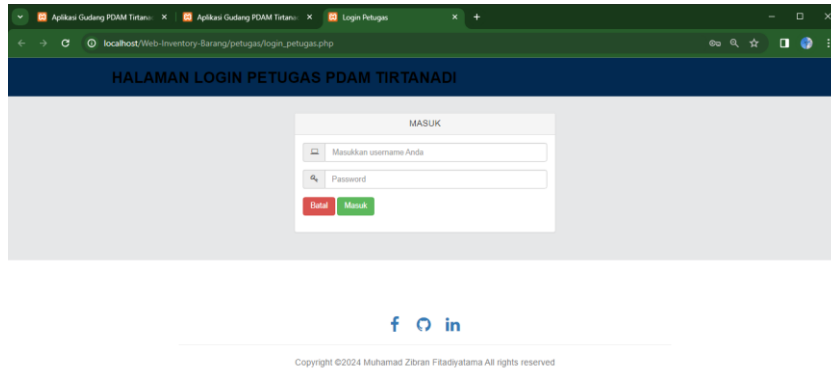 Aplikasi Gudang PDAM Tirtana
Aplikasi Gudang PDAM Tirtana
Login Petugas
localhost/Web-Inventory-Barang/petugas/login_petugas.php
HALAMAN LOGIN PETUGAS PDAM TIRTANADI
MASUK
Masukkan username Anda
Password
Batal Masuk
Copyright ©2024 Muhamad Zibran Fitadiyatama All rights reserved